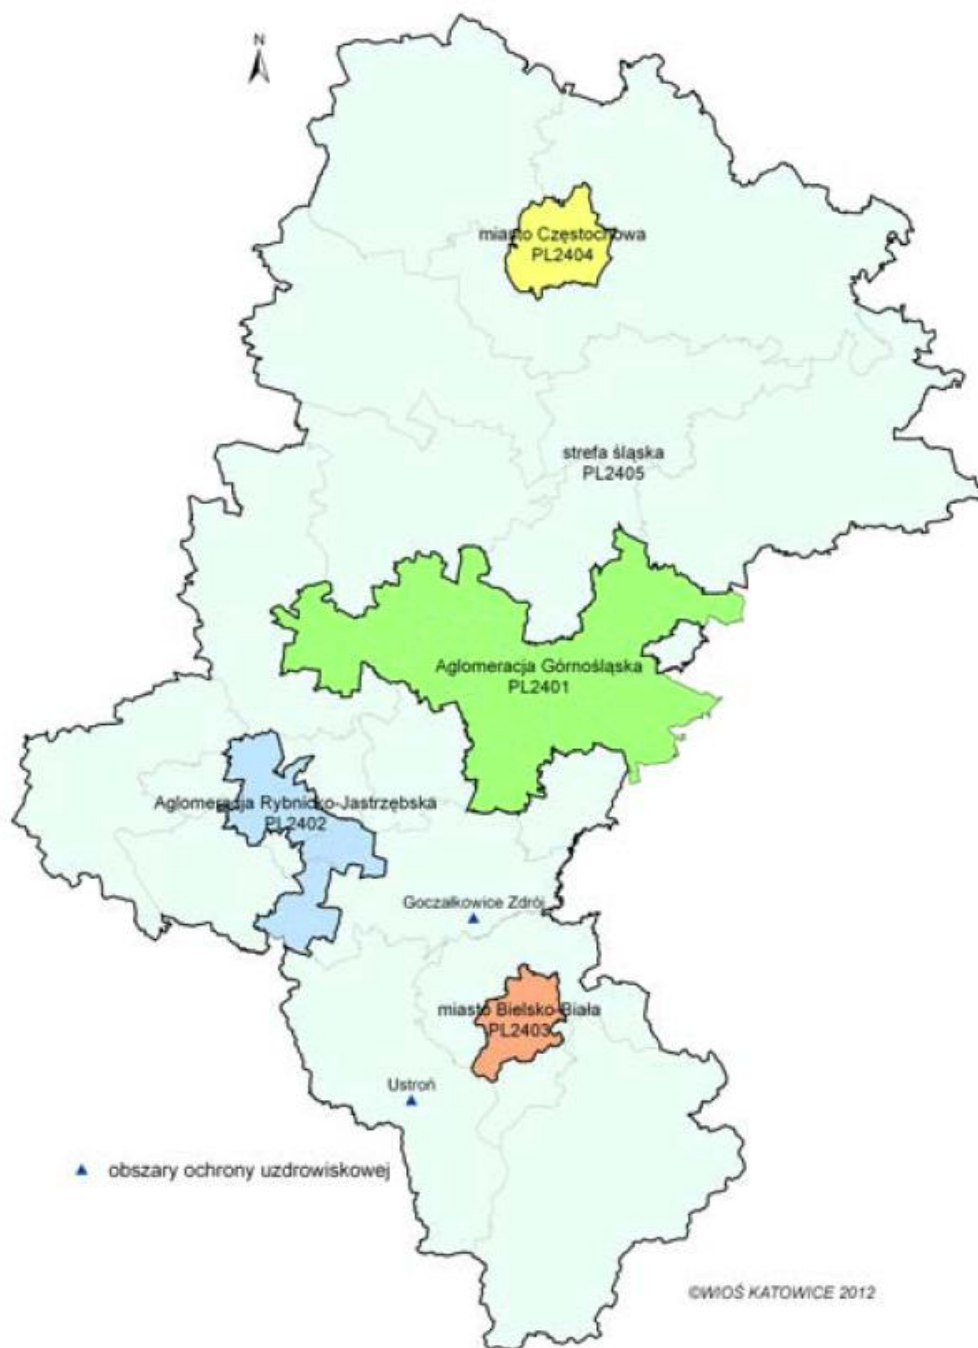 N
miasto Częstochowa
PL2404
strefa śląska
PL2405
Aglomeracja Górnośląska
PL2401
Aglomeracja Rybnicko-Jastrzębska
PL2402
Goczałkowice Zdrój
miasto Bielsko-Biała
PL2403
Ustroń
obszary ochrony uzdrowiskowej
©WIOŚ KATOWICE 2012